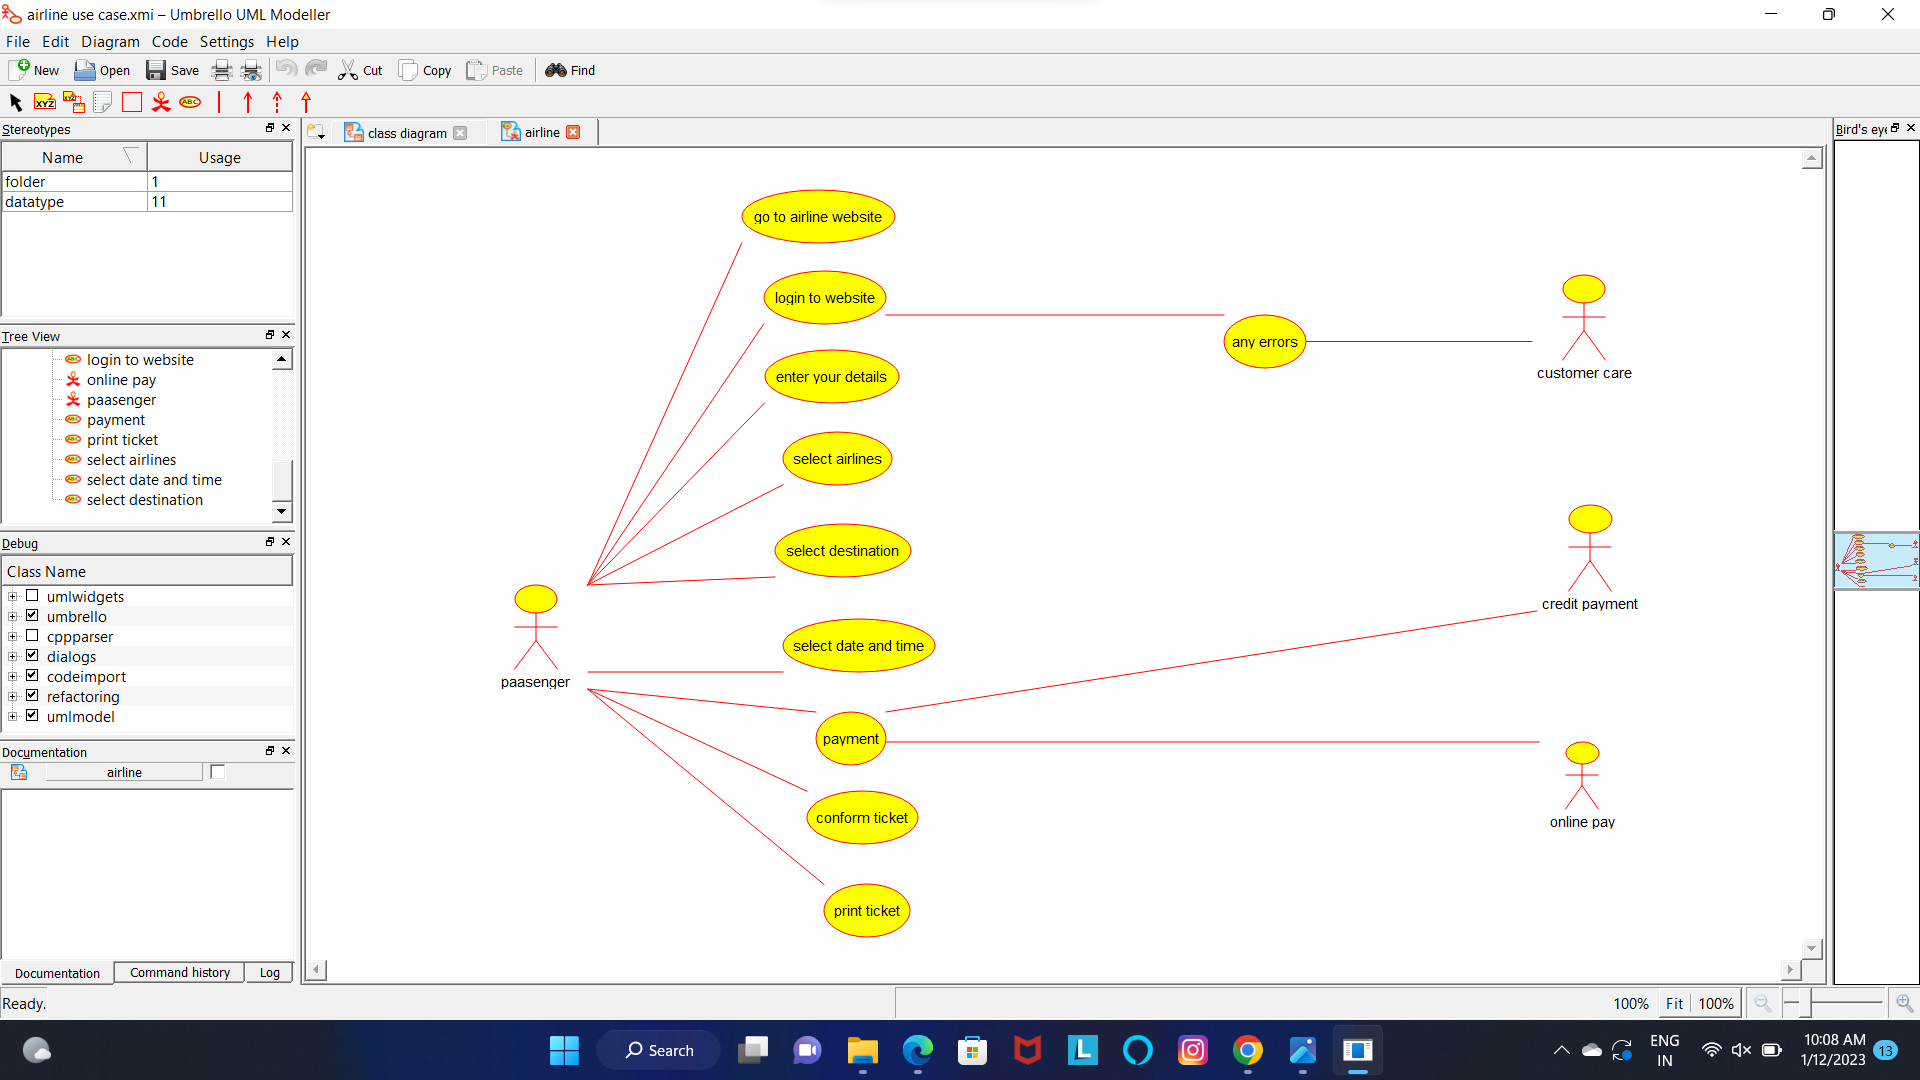 airline use case.xmi – Umbrello UML Modeller
File Edit Diagram Code Settings Help
New Open Save Cut Copy Paste Find
XYZ XYZ ABC
Stereotypes
Name Usage
folder 1
datatype 11
Tree View
login to website
online pay
paasenger
payment
print ticket
select airlines
select date and time
select destination
Debug
Class Name
umlwidgets
umbrello
cppparser
dialogs
codeimport
refactoring
umlmodel
Documentation
airline
Documentation Command history Log
Ready.
class diagram airline
go to airline website
login to website
enter your details
select airlines
select destination
select date and time
payment
conform ticket
print ticket
paasenger
any errors
customer care
credit payment
online pay
Bird's eye
100% Fit 100%
Search
L
ENG
IN
10:08 AM
1/12/2023
13